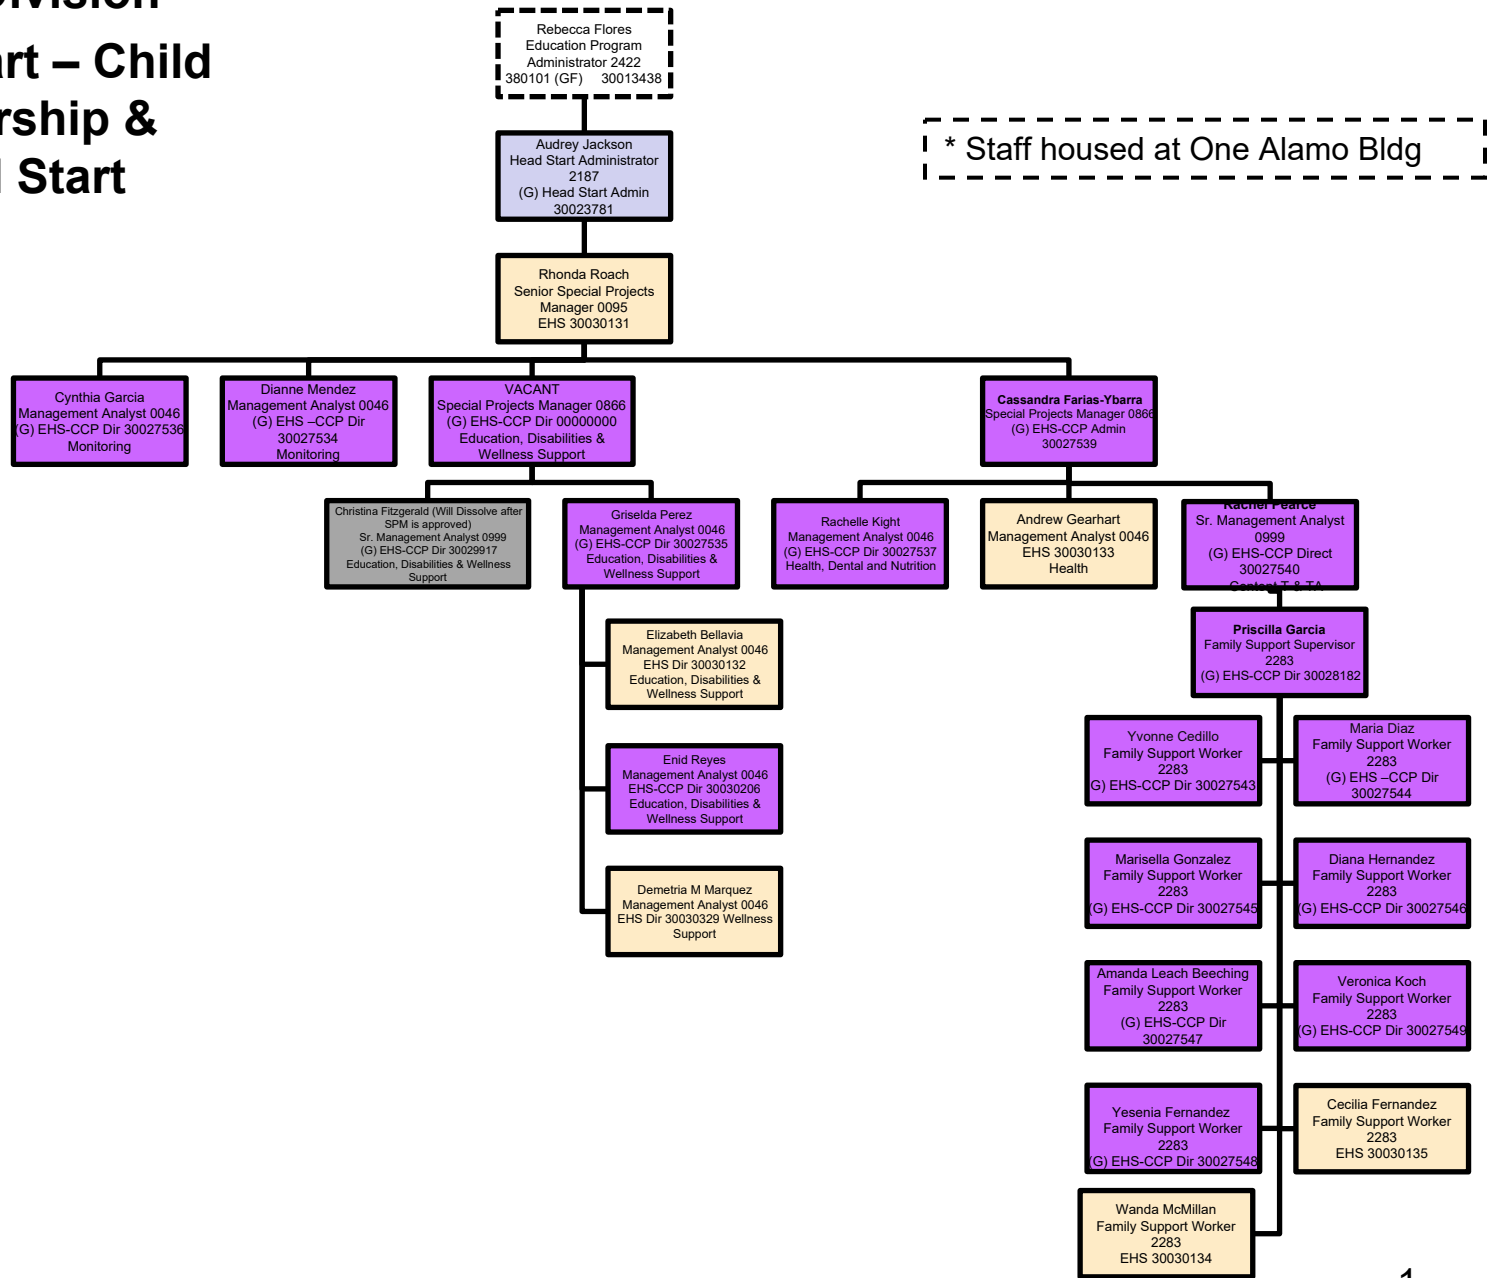 Division
art – Child
ership &
Start
Rebecca Flores
Education Program
Administrator 2422
380101 (GF) 30013438
* Staff housed at One Alamo Bldg
Audrey Jackson
Head Start Administrator
2187
(G) Head Start Admin
30023781
Rhonda Roach
Senior Special Projects
Manager 0095
EHS 30030131
Cynthia Garcia
Management Analyst 0046
(G) EHS-CCP Dir 30027536
Monitoring
Dianne Mendez
Management Analyst 0046
(G) EHS –CCP Dir
30027534
Monitoring
VACANT
Special Projects Manager 0866
(G) EHS-CCP Dir 00000000
Education, Disabilities &
Wellness Support
Cassandra Farias-Ybarra
Special Projects Manager 0866
(G) EHS-CCP Admin
30027539
Christina Fitzgerald (Will Dissolve after
SPM is approved)
Sr. Management Analyst 0999
(G) EHS-CCP Dir 30029917
Education, Disabilities & Wellness
Support
Griselda Perez
Management Analyst 0046
(G) EHS-CCP Dir 30027535
Education, Disabilities &
Wellness Support
Rachelle Kight
Management Analyst 0046
(G) EHS-CCP Dir 30027537
Health, Dental and Nutrition
Andrew Gearhart
Management Analyst 0046
EHS 30030133
Health
Rachel Pearce
Sr. Management Analyst
0999
(G) EHS-CCP Direct
30027540
Content T & TA
Elizabeth Bellavia
Management Analyst 0046
EHS Dir 30030132
Education, Disabilities &
Wellness Support
Enid Reyes
Management Analyst 0046
EHS-CCP Dir 30030206
Education, Disabilities &
Wellness Support
Demetria M Marquez
Management Analyst 0046
EHS Dir 30030329 Wellness
Support
Priscilla Garcia
Family Support Supervisor
2283
(G) EHS-CCP Dir 30028182
Yvonne Cedillo
Family Support Worker
2283
G) EHS-CCP Dir 30027543
Maria Diaz
Family Support Worker
2283
(G) EHS –CCP Dir
30027544
Marisella Gonzalez
Family Support Worker
2283
(G) EHS-CCP Dir 30027545
Diana Hernandez
Family Support Worker
2283
(G) EHS-CCP Dir 30027546
Amanda Leach Beeching
Family Support Worker
2283
(G) EHS-CCP Dir
30027547
Veronica Koch
Family Support Worker
2283
(G) EHS-CCP Dir 30027549
Yesenia Fernandez
Family Support Worker
2283
(G) EHS-CCP Dir 30027548
Cecilia Fernandez
Family Support Worker
2283
EHS 30030135
Wanda McMillan
Family Support Worker
2283
EHS 30030134
1